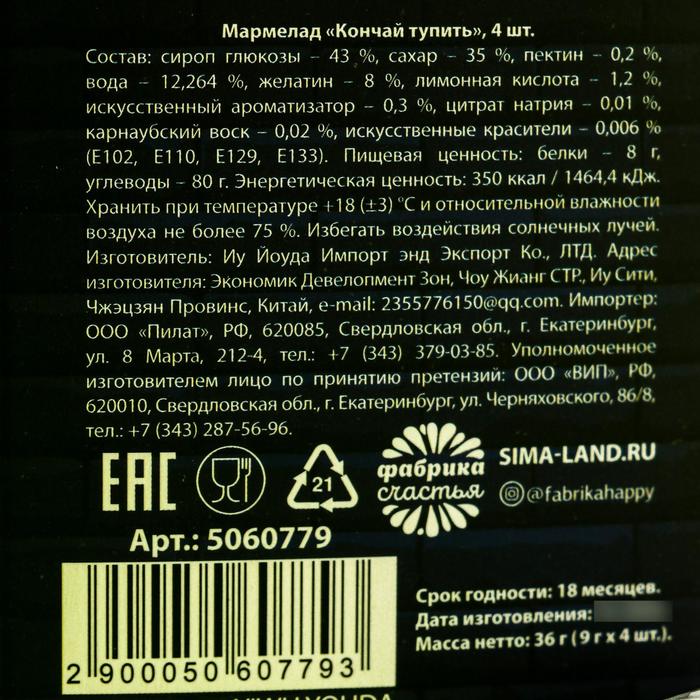 Мармелад «Кончай тупить», 4 шт.
Состав: сироп глюкозы – 43 %, сахар – 35 %, пектин – 0,2 %,
вода – 12,264 %, желатин – 8 %, лимонная кислота – 1,2 %,
искусственный ароматизатор – 0,3 %, цитрат натрия – 0,01 %,
карнаубский воск – 0,02 %, искусственные красители – 0,006 %
(E102, E110, E129, E133). Пищевая ценность: белки – 8 г,
углеводы – 80 г. Энергетическая ценность: 350 ккал / 1464,4 кДж.
Хранить при температуре +18 (±3) °С и относительной влажности
воздуха не более 75 %. Избегать воздействия солнечных лучей.
Изготовитель: Иу Йоуда Импорт энд Экспорт Ко., ЛТД. Адрес
изготовителя: Экономик Девелопмент Зон, Чоу Жианг СТР., Иу Сити,
Чжэцзян Провинс, Китай, e-mail: 2355776150@qq.com. Импортер:
ООО «Пилат», РФ, 620085, Свердловская обл., г. Екатеринбург,
ул. 8 Марта, 212-4, тел.: +7 (343) 379-03-85. Уполномоченное
изготовителем лицо по принятию претензий: ООО «ВИП», РФ,
620010, Свердловская обл., г. Екатеринбург, ул. Черняховского, 86/8,
тел.: +7 (343) 287-56-96.
EAC
21
фабрика
счастья
SIMA-LAND.RU
@fabrikahappy
Арт.: 5060779
2 900050 607793
Срок годности: 18 месяцев.
Дата изготовления:
Масса нетто: 36 г (9 г х 4 шт.).